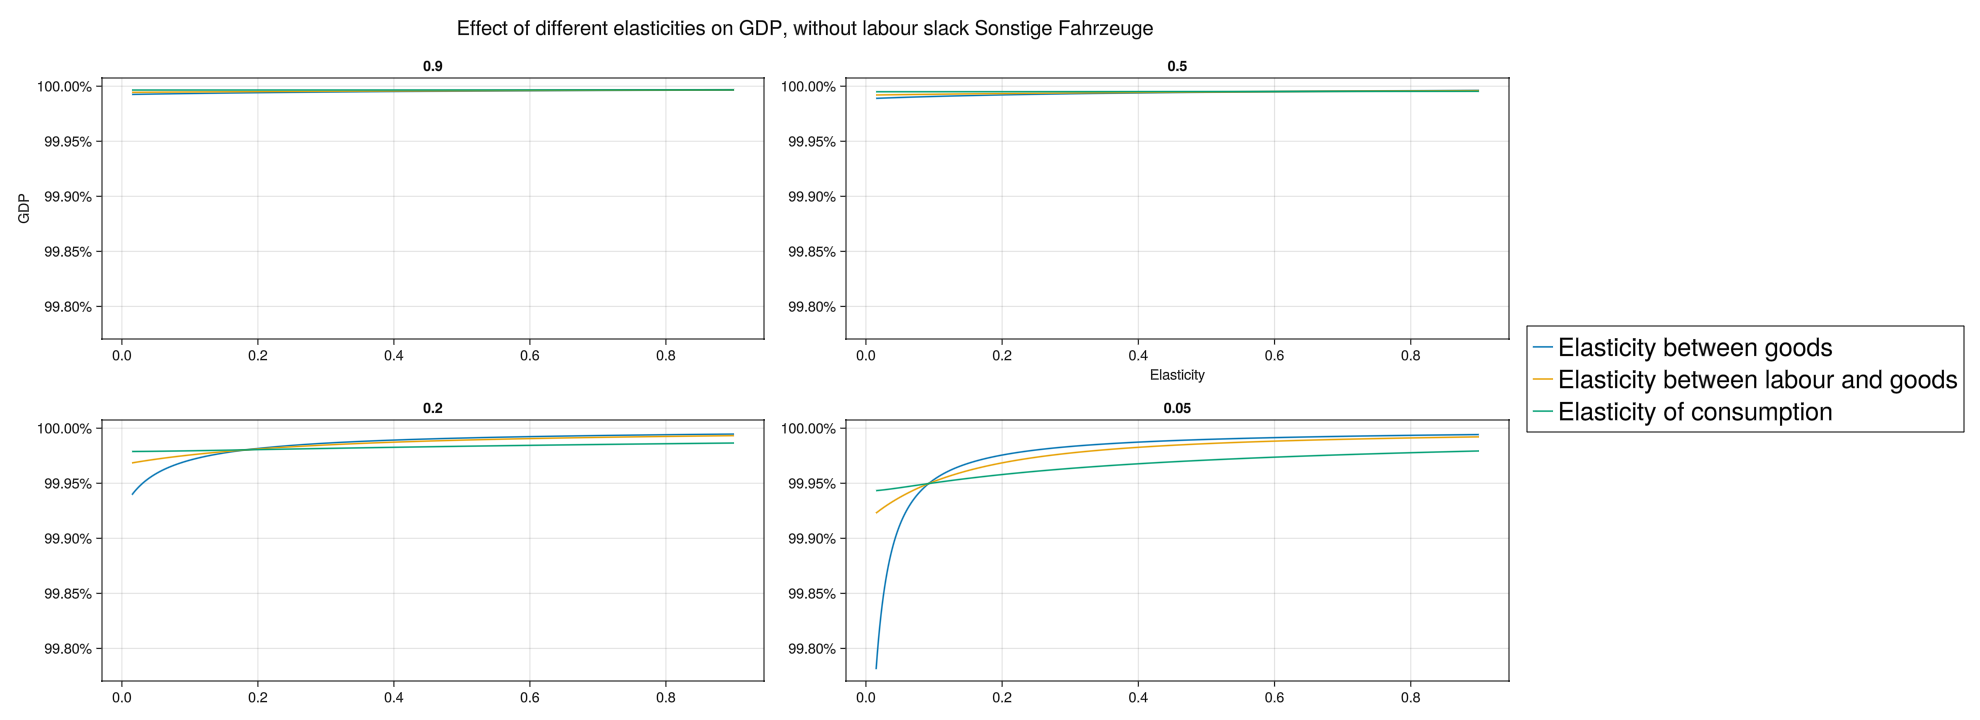 Effect of different elasticities on GDP, without labour slack Sonstige Fahrzeuge
0.9
100.00%
99.95%
99.90%
99.85%
99.80%
GDP
0.0 0.2 0.4 0.6 0.8
0.5
100.00%
99.95%
99.90%
99.85%
99.80%
0.0 0.2 0.4 0.6 0.8
Elasticity
0.2
100.00%
99.95%
99.90%
99.85%
99.80%
0.0 0.2 0.4 0.6 0.8
0.05
100.00%
99.95%
99.90%
99.85%
99.80%
0.0 0.2 0.4 0.6 0.8
Elasticity between goods
Elasticity between labour and goods
Elasticity of consumption